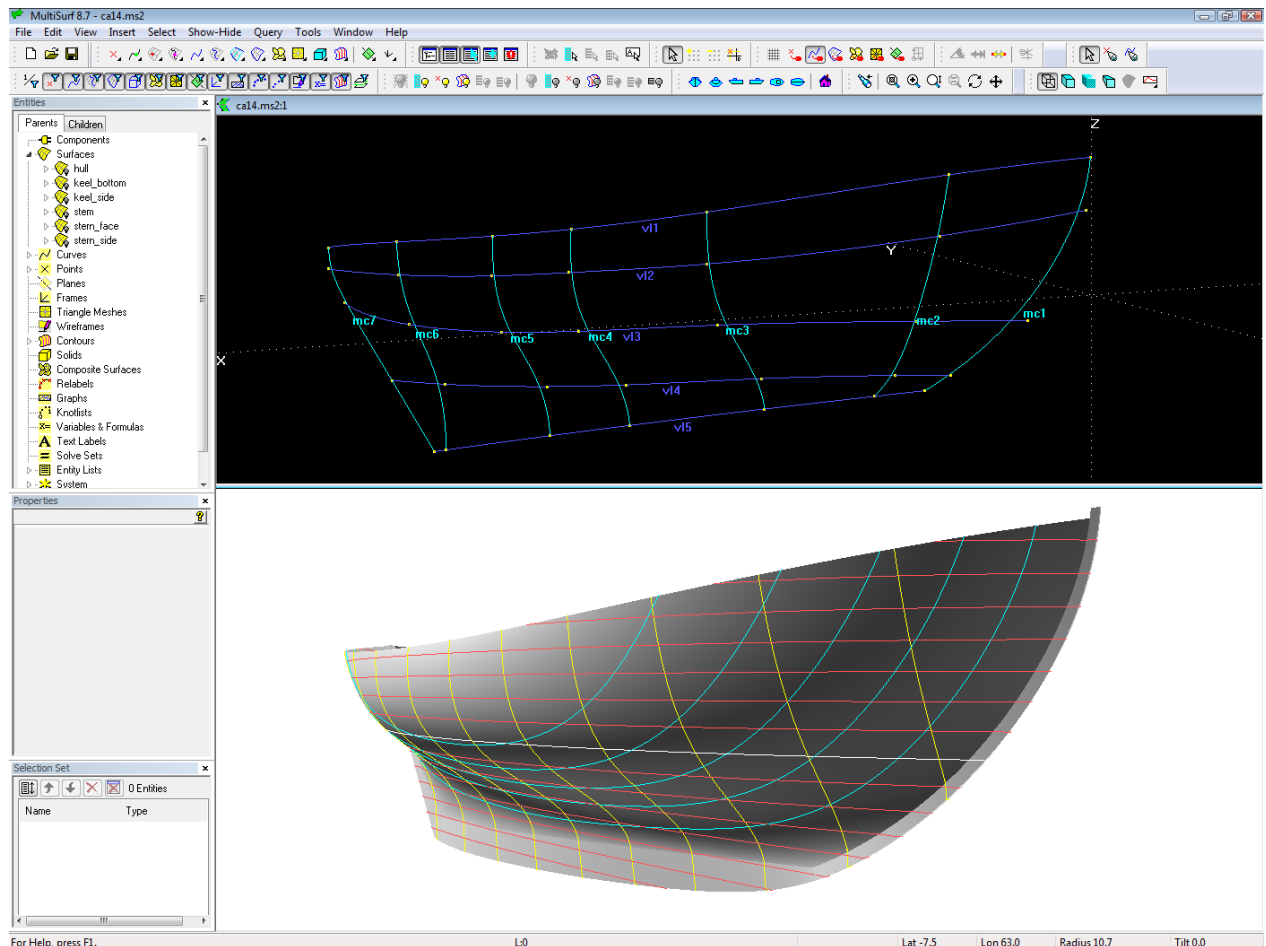 MultiSurf 8.7 - ca14.ms2
File Edit View Insert Select Show-Hide Query Tools Window Help
Entities
ca14.ms2:1
Parents Children
Components
Surfaces
hull
keel_bottom
keel_side
stem
stern_face
stern_side
Curves
Points
Planes
Frames
Triangle Meshes
Wireframes
Contours
Solids
Composite Surfaces
Relabels
Graphs
Knotlists
Variables & Formulas
Text Labels
Solve Sets
Entity Lists
System
Z
vl1
Y
vl2
mc7 mc6 mc5 mc4 vl3 mc3 mc2 mc1
X
vl4
vl5
Properties
Selection Set
0 Entities
Name Type
For Help, press F1. L:0 Lat -7.5 Lon 63.0 Radius 10.7 Tilt 0.0